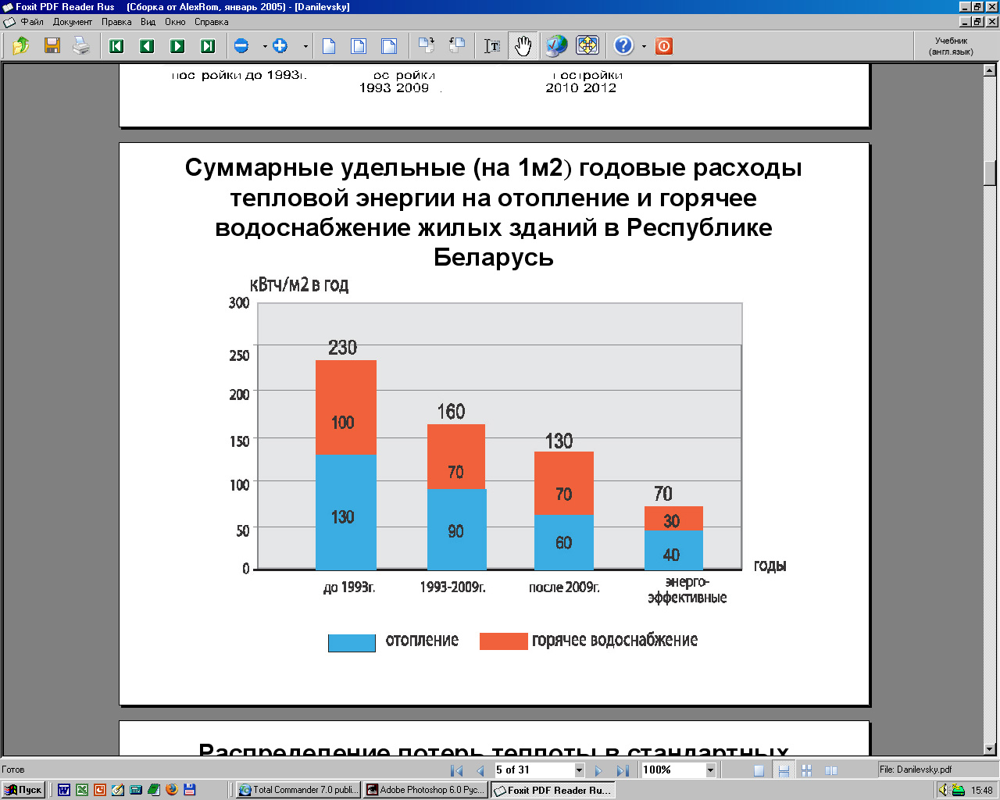 Foxit PDF Reader Rus (Сборка от AlexRom, январь 2005) - [Danilevsky]
Файл Документ Правка Вид Окно Справка
Учебник
(англ.язык)
до 1993г.
1993 2009
2010 2012
Суммарные удельные (на 1м2) годовые расходы
тепловой энергии на отопление и горячее
водоснабжение жилых зданий в Республике
Беларусь
кВтч/м2 в год
300
250
200
150
100
50
0
230
100
130
160
70
90
130
70
60
70
30
40
годы
до 1993г.
1993-2009г.
после 2009г.
энерго-
эффективные
отопление
горячее водоснабжение
Распределение потерь теплоты в стандартных
Готов
5 of 31
100%
File: Danilevsky.pdf
Пуск
Total Commander 7.0 publi...
Adobe Photoshop 6.0 Рус...
Foxit PDF Reader Ru...
15:48